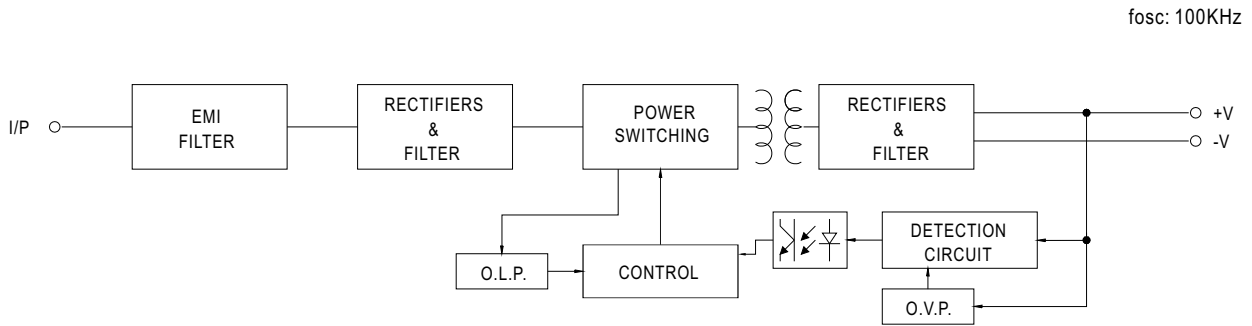 fosc: 100KHz
I/P
EMI
FILTER
RECTIFIERS
&
FILTER
POWER
SWITCHING
RECTIFIERS
&
FILTER
+V
-V
O.L.P.
CONTROL
DETECTION
CIRCUIT
O.V.P.